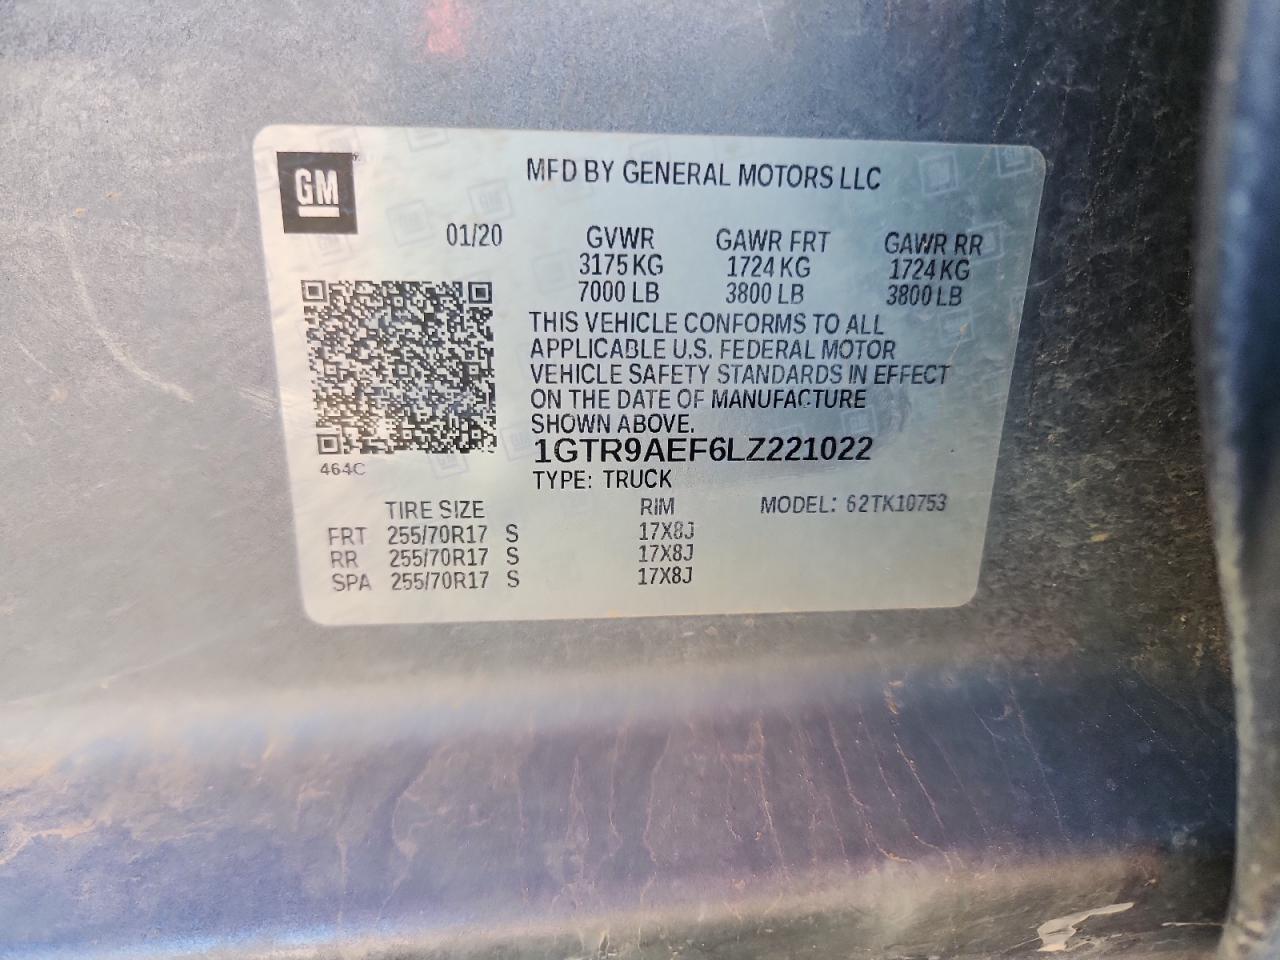 GM
MFD BY GENERAL MOTORS LLC
01/20 GVWR GAWR FRT GAWR RR
3175 KG 1724 KG 1724 KG
7000 LB 3800 LB 3800 LB
THIS VEHICLE CONFORMS TO ALL
APPLICABLE U.S. FEDERAL MOTOR
VEHICLE SAFETY STANDARDS IN EFFECT
ON THE DATE OF MANUFACTURE
SHOWN ABOVE.
1GTR9AEF6LZ221022
464C
TYPE: TRUCK
TIRE SIZE RIM MODEL: 62TK10753
FRT 255/70R17 S 17X8J
RR 255/70R17 S 17X8J
SPA 255/70R17 S 17X8J